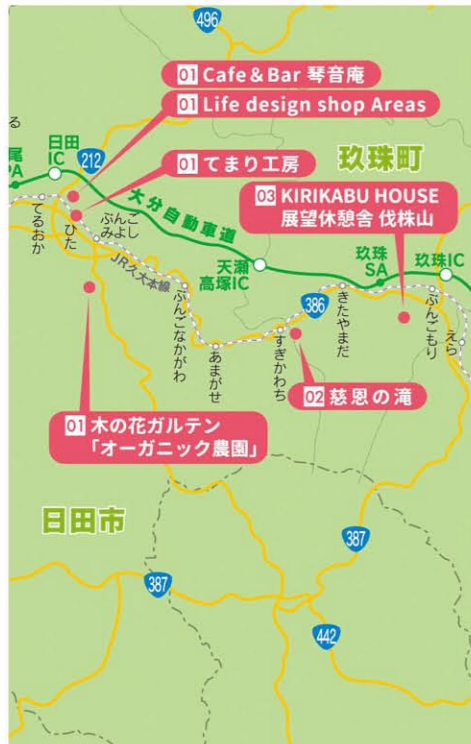 496
01 Cafe&Bar 琴音庵
01 Life design shop Areas
る
日田
IC
尾
PA
212
01 てまり工房
玖珠町
大分自動車道
03 KIRIKABU HOUSE
展望休憩舎 伐株山
てるおか
ひた
ぶんご
みよし
JR久大本線
天瀬
高塚IC
玖珠
SA
玖珠IC
386
ぶんごなかがわ
あまがせ
すぎかわち
きたやまだ
ぶんごもり
えら
02 慈恩の滝
01 木の花ガルテン
「オーガニック農園」
日田市
387
387
442